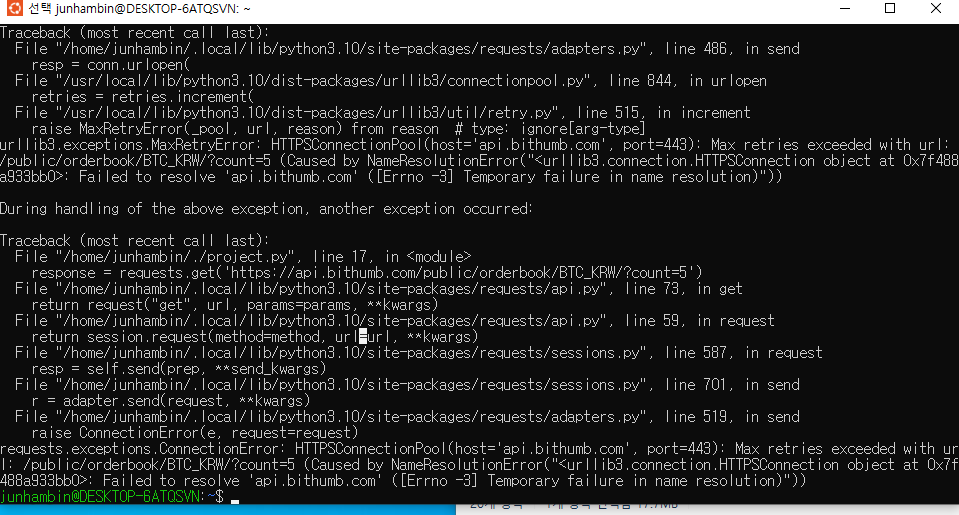 선택 junhambin@DESKTOP-6ATQSVN: ~
Traceback (most recent call last):
  File "/home/junhambin/.local/lib/python3.10/site-packages/requests/adapters.py", line 486, in send
    resp = conn.urlopen(
  File "/usr/local/lib/python3.10/dist-packages/urllib3/connectionpool.py", line 844, in urlopen
    retries = retries.increment(
  File "/usr/local/lib/python3.10/dist-packages/urllib3/util/retry.py", line 515, in increment
    raise MaxRetryError(_pool, url, reason) from reason  # type: ignore[arg-type]
urllib3.exceptions.MaxRetryError: HTTPSConnectionPool(host='api.bithumb.com', port=443): Max retries exceeded with url:
/public/orderbook/BTC_KRW/?count=5 (Caused by NameResolutionError("<urllib3.connection.HTTPSConnection object at 0x7f488
a933bb0>: Failed to resolve 'api.bithumb.com' ([Errno -3] Temporary failure in name resolution)"))
During handling of the above exception, another exception occurred:
Traceback (most recent call last):
  File "/home/junhambin/./project.py", line 17, in <module>
    response = requests.get('https://api.bithumb.com/public/orderbook/BTC_KRW/?count=5')
  File "/home/junhambin/.local/lib/python3.10/site-packages/requests/api.py", line 73, in get
    return request("get", url, params=params, **kwargs)
  File "/home/junhambin/.local/lib/python3.10/site-packages/requests/api.py", line 59, in request
    return session.request(method=method, url=url, **kwargs)
  File "/home/junhambin/.local/lib/python3.10/site-packages/requests/sessions.py", line 587, in request
    resp = self.send(prep, **send_kwargs)
  File "/home/junhambin/.local/lib/python3.10/site-packages/requests/sessions.py", line 701, in send
    r = adapter.send(request, **kwargs)
  File "/home/junhambin/.local/lib/python3.10/site-packages/requests/adapters.py", line 519, in send
    raise ConnectionError(e, request=request)
requests.exceptions.ConnectionError: HTTPSConnectionPool(host='api.bithumb.com', port=443): Max retries exceeded with ur
l: /public/orderbook/BTC_KRW/?count=5 (Caused by NameResolutionError("<urllib3.connection.HTTPSConnection object at 0x7f
488a933bb0>: Failed to resolve 'api.bithumb.com' ([Errno -3] Temporary failure in name resolution)"))
junhambin@DESKTOP-6ATQSVN:~$